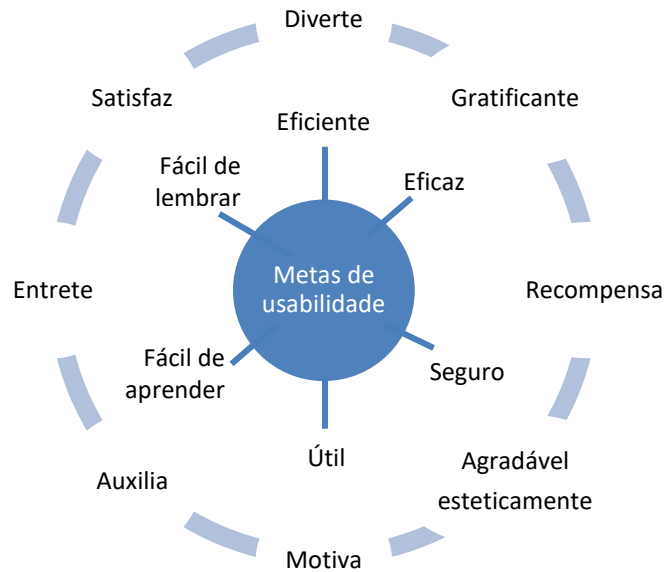 Diverte
Satisfaz
Gratificante
Eficiente
Fácil de
lembrar
Eficaz
Entrete
Metas de
usabilidade
Recompensa
Fácil de
aprender
Seguro
Útil
Auxilia
Agradável
esteticamente
Motiva